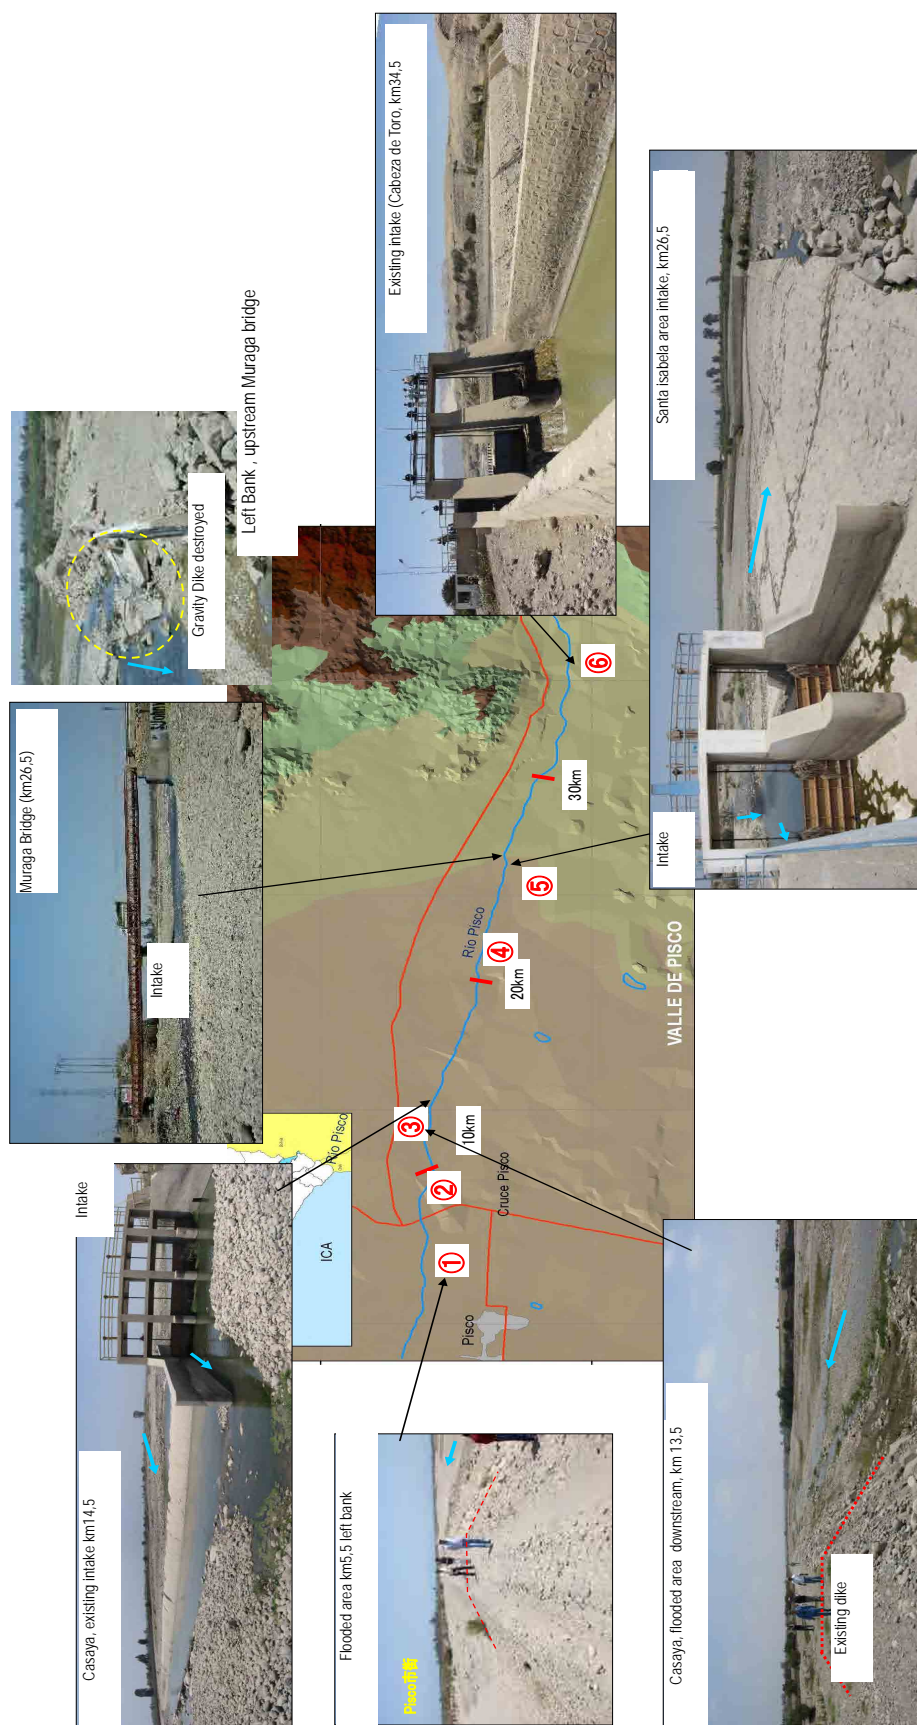 Casaya, existing intake km14,5
Intake
Muraga Bridge (km26,5)
Intake
Gravity Dike destroyed
Left Bank , upstream Muraga bridge
Flooded area km5,5 left bank
Pisco市街
Río Pisco
ICA
Pisco
Cruce Pisco
①
②
③
④
⑤
⑥
10km
20km
30km
Río Pisco
VALLE DE PISCO
Existing intake (Cabeza de Toro, km34,5
Casaya, flooded area downstream, km 13,5
Existing dike
Intake
Santa Isabela area intake, km26,5